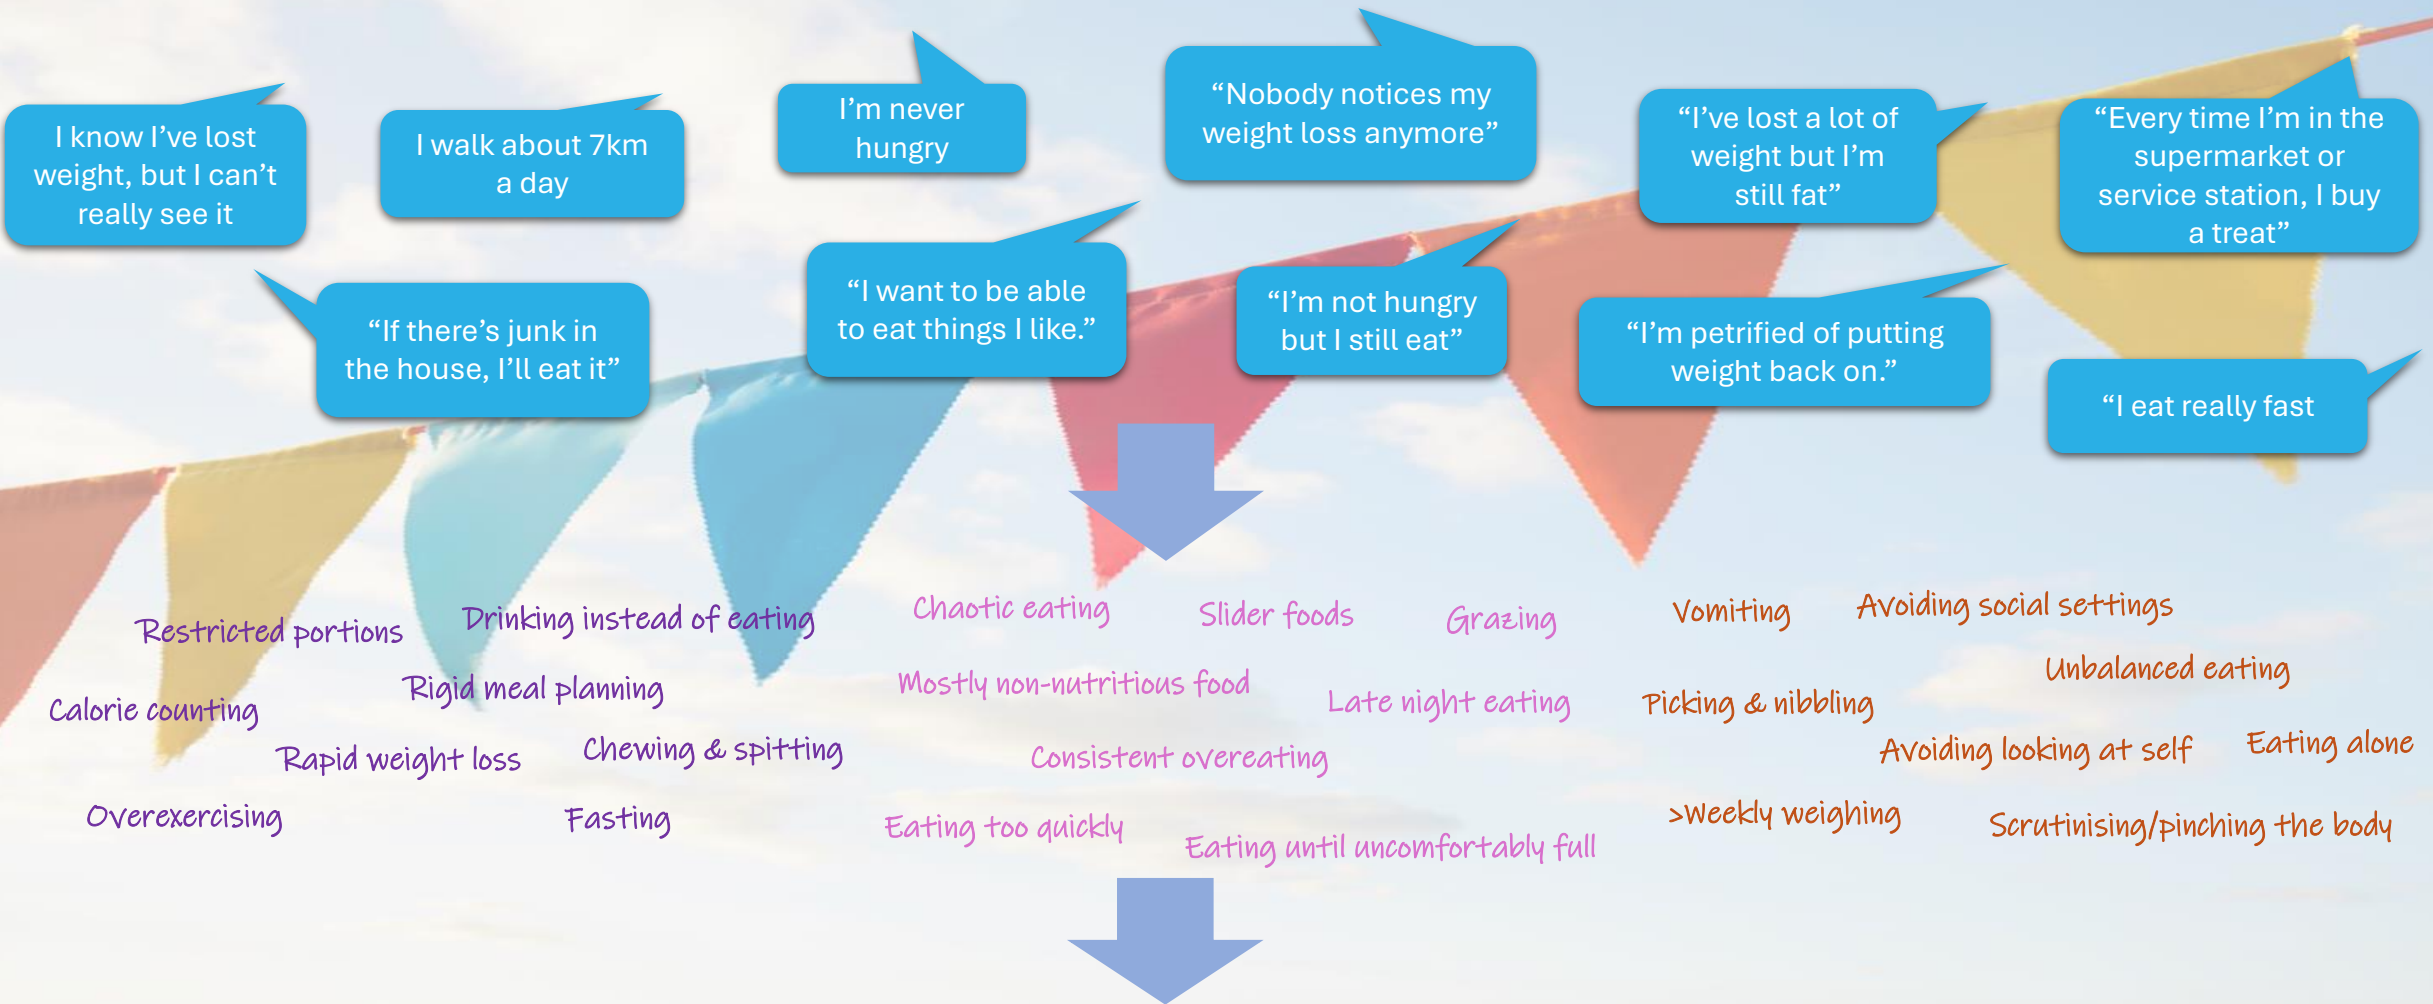 I know I've lost
weight, but I can't
really see it
I walk about 7km
a day
I'm never
hungry
“Nobody notices my
weight loss anymore”
“I've lost a lot of
weight but I'm
still fat”
“Every time I'm in the
supermarket or
service station, I buy
a treat”
“If there's junk in
the house, I'll eat it”
“I want to be able
to eat things I like.”
“I'm not hungry
but I still eat”
“I'm petrified of putting
weight back on.”
“I eat really fast
Restricted portions
Drinking instead of eating
Calorie counting
Rigid meal planning
Rapid weight loss
Chewing & spitting
Overexercising
Fasting
Chaotic eating
Slider foods
Grazing
Mostly non-nutritious food
Late night eating
Consistent overeating
Eating too quickly
Eating until uncomfortably full
Vomiting
Avoiding social settings
Unbalanced eating
Picking & nibbling
Avoiding looking at self
Eating alone
>Weekly weighing
Scrutinising/pinching the body